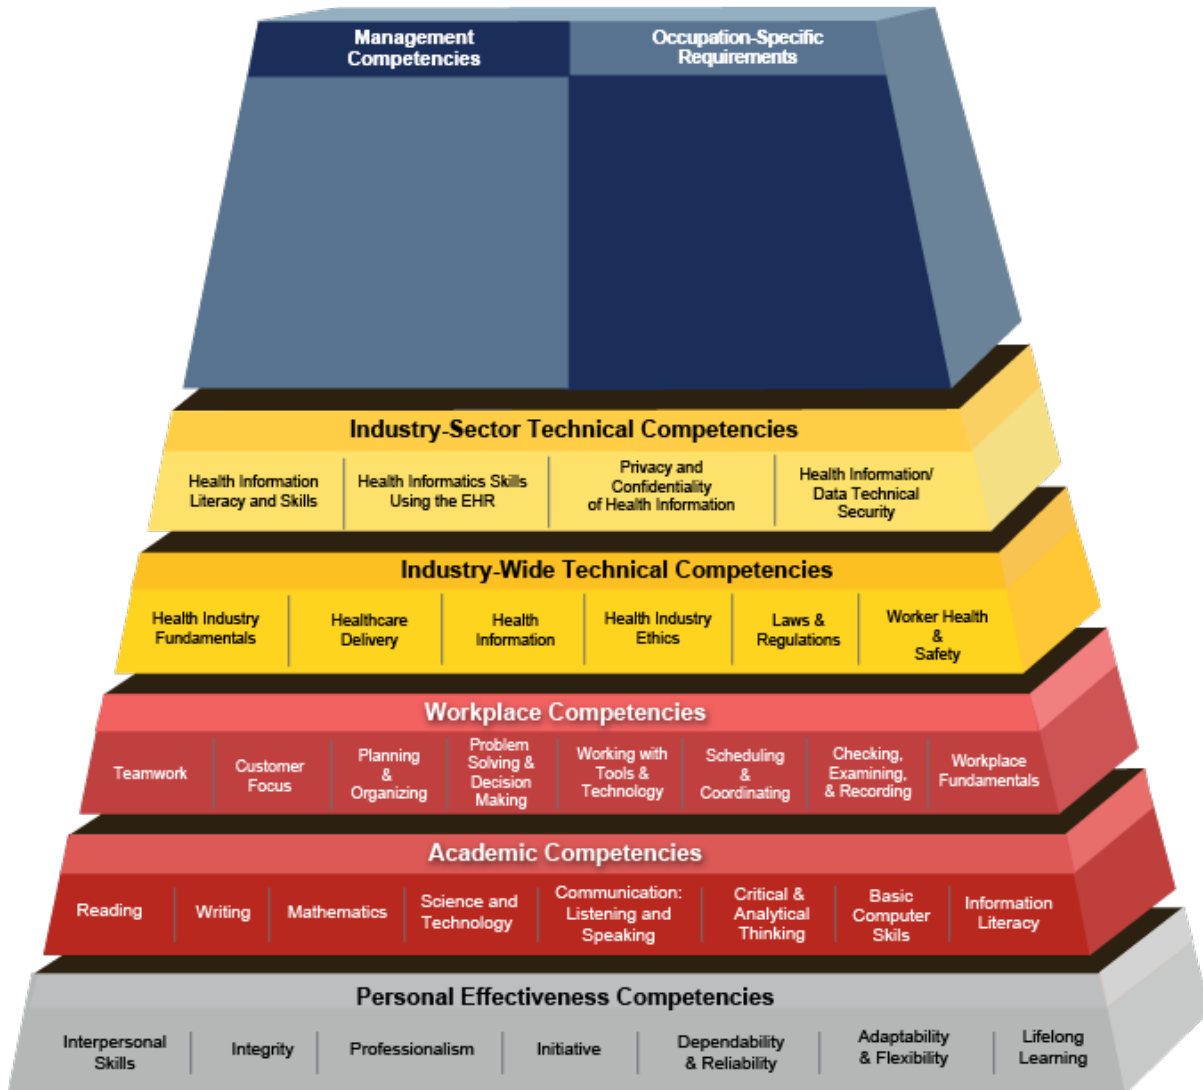 Management
Competencies
Occupation-Specific
Requirements
Industry-Sector Technical Competencies
Health Information
Literacy and Skills
Health Informatics Skills
Using the EHR
Privacy and
Confidentiality
of Health Information
Health Information/
Data Technical
Security
Industry-Wide Technical Competencies
Health Industry
Fundamentals
Healthcare
Delivery
Health
Information
Health Industry
Ethics
Laws &
Regulations
Worker Health
&
Safety
Workplace Competencies
Teamwork
Customer
Focus
Planning
&
Organizing
Problem
Solving &
Decision
Making
Working with
Tools &
Technology
Scheduling
&
Coordinating
Checking,
Examining,
& Recording
Workplace
Fundamentals
Academic Competencies
Reading
Writing
Mathematics
Science and
Technology
Communication:
Listening and
Speaking
Critical &
Analytical
Thinking
Basic
Computer
Skils
Information
Literacy
Personal Effectiveness Competencies
Interpersonal
Skills
Integrity
Professionalism
Initiative
Dependability
& Reliability
Adaptability
& Flexibility
Lifelong
Learning